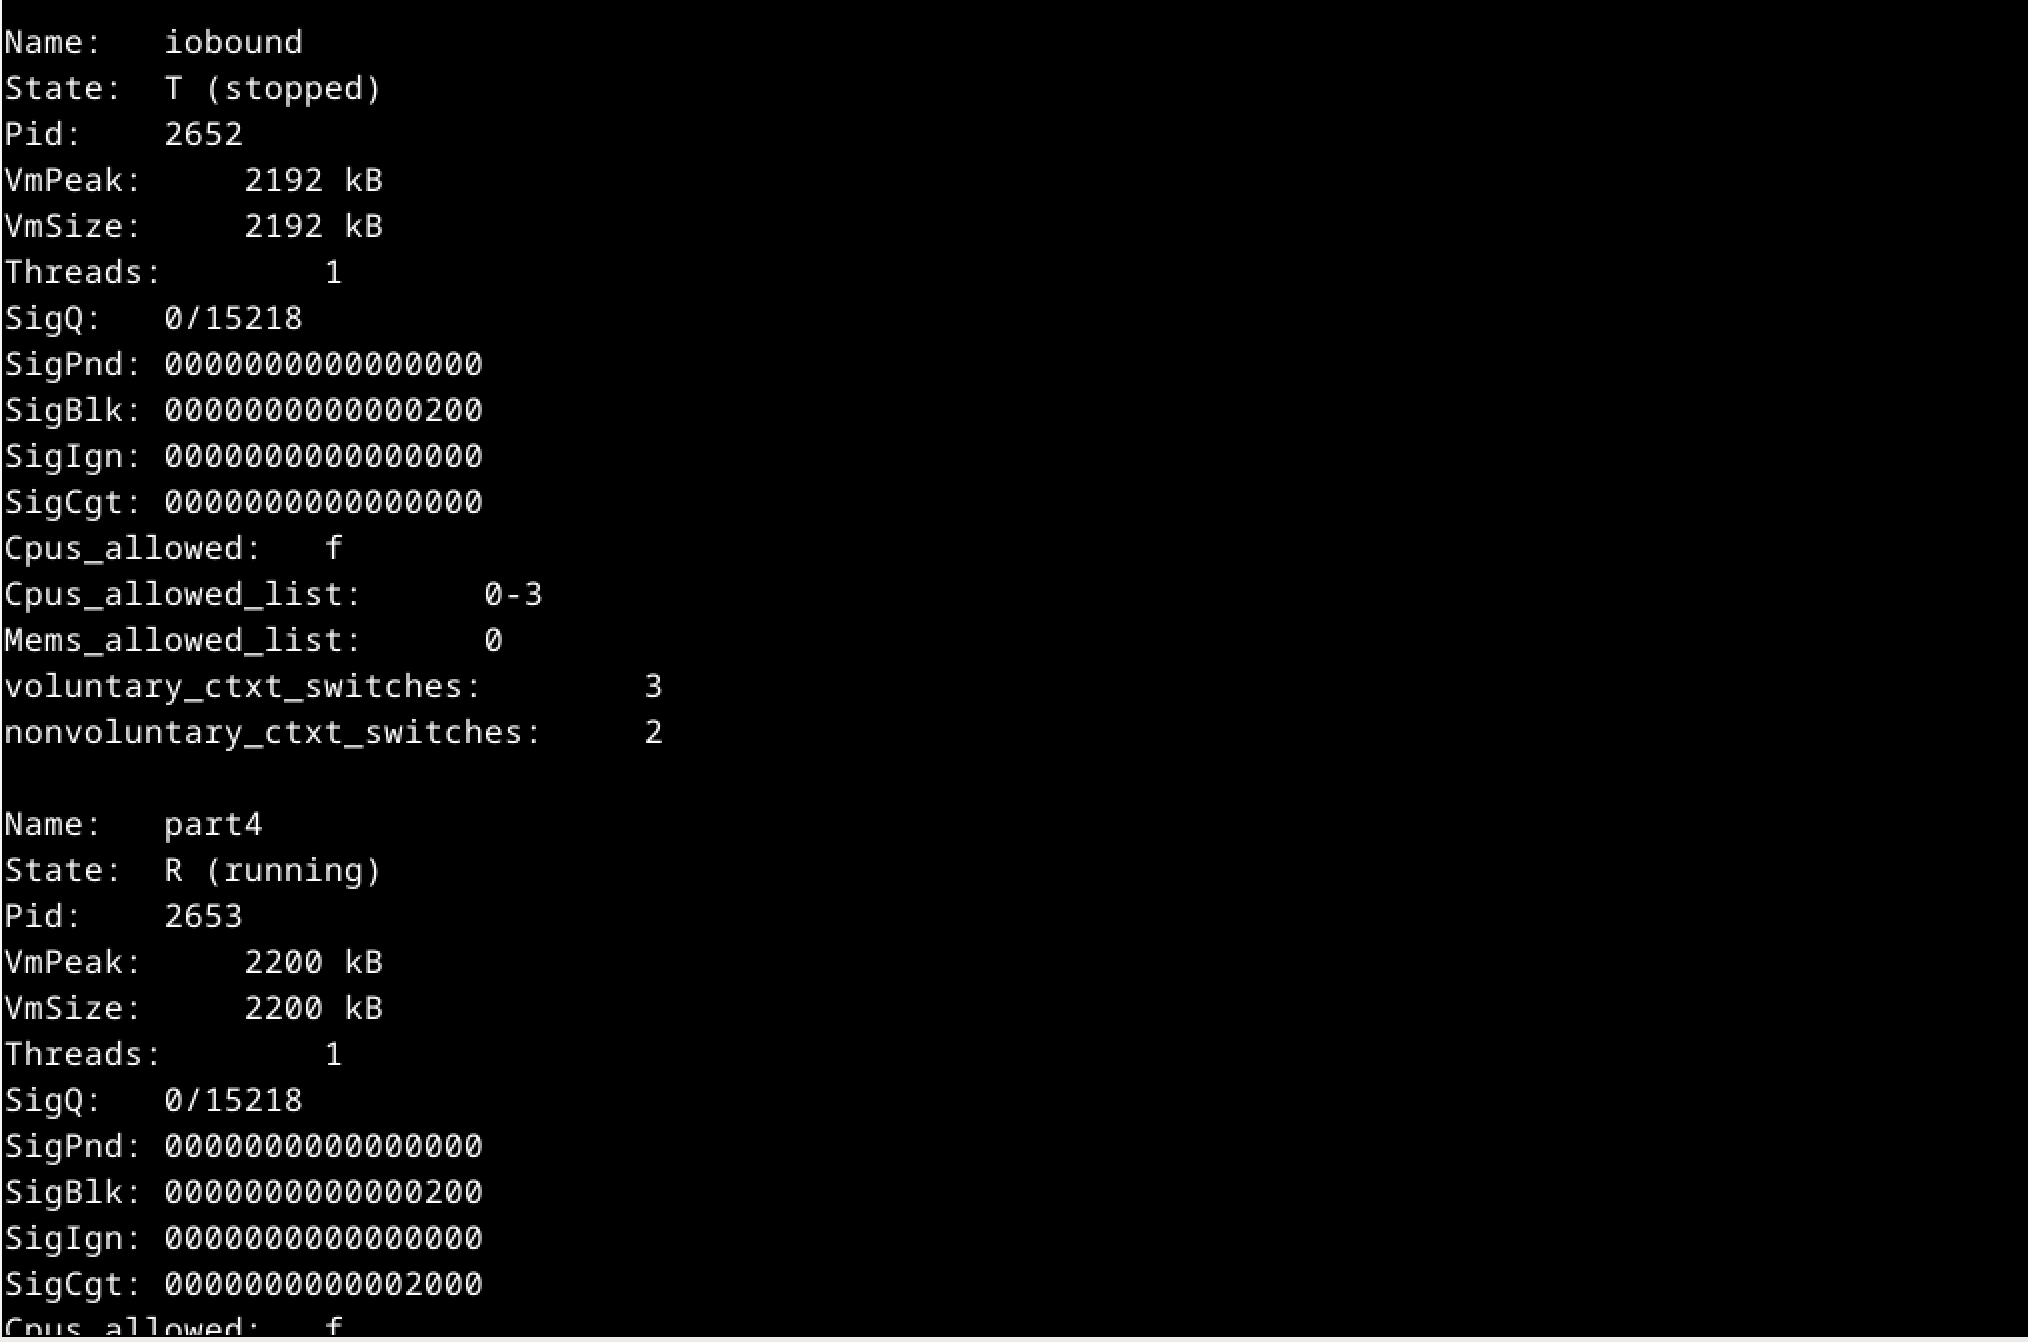 Name:   iobound
State:  T (stopped)
Pid:    2652
VmPeak:     2192 kB
VmSize:     2192 kB
Threads:        1
SigQ:   0/15218
SigPnd: 0000000000000000
SigBlk: 0000000000000200
SigIgn: 0000000000000000
SigCgt: 0000000000000000
Cpus_allowed:   f
Cpus_allowed_list:      0-3
Mems_allowed_list:      0
voluntary_ctxt_switches:        3
nonvoluntary_ctxt_switches:     2

Name:   part4
State:  R (running)
Pid:    2653
VmPeak:     2200 kB
VmSize:     2200 kB
Threads:        1
SigQ:   0/15218
SigPnd: 0000000000000000
SigBlk: 0000000000000200
SigIgn: 0000000000000000
SigCgt: 0000000000002000
Cpus_allowed:   f